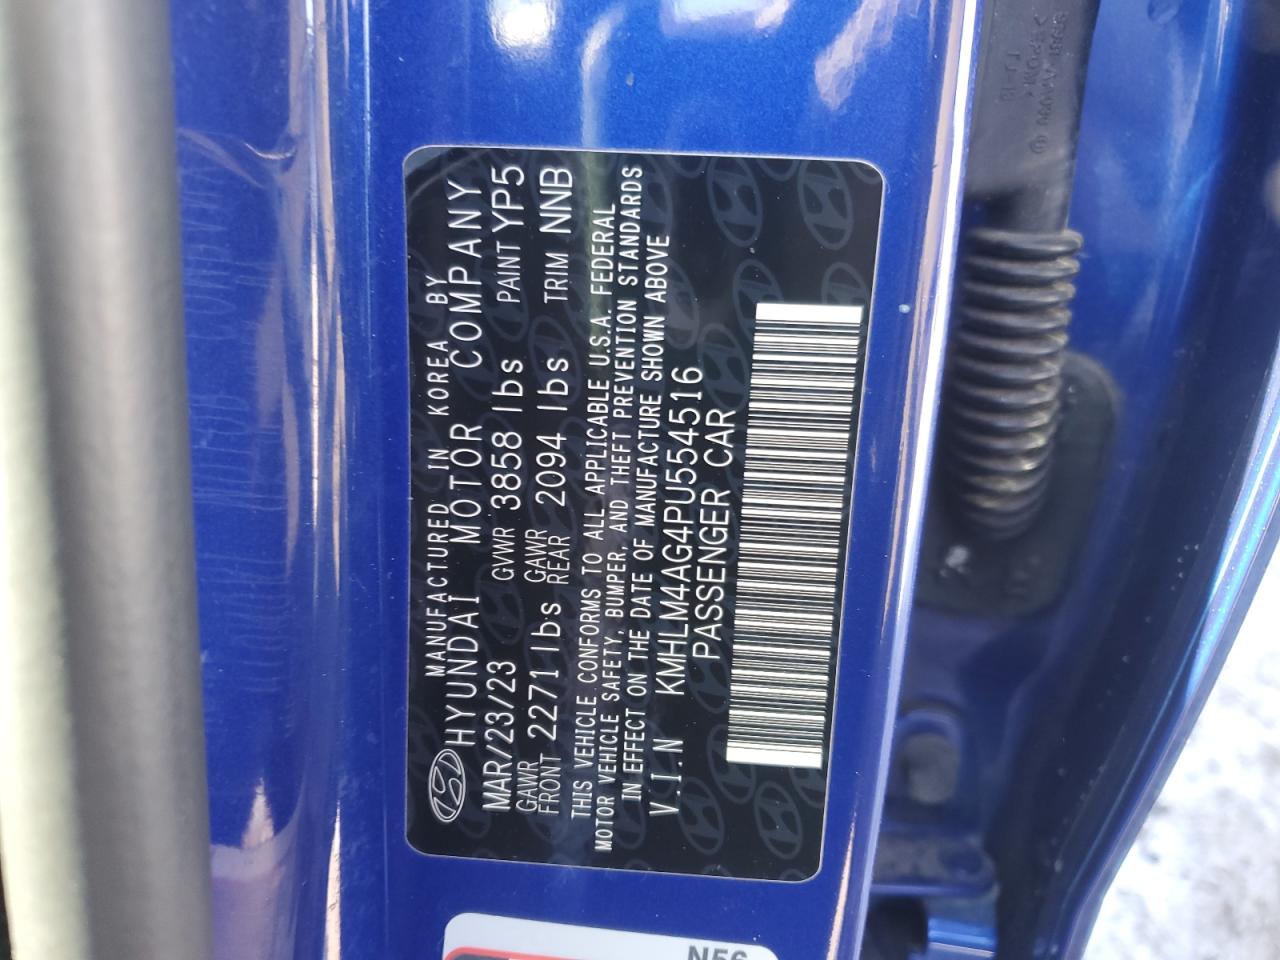 MANUFACTURED IN KOREA BY
HYUNDAI MOTOR COMPANY
MAR/23/23 GVWR 3858 lbs PAINT YP5
GAWR FRONT 2271 lbs GAWR REAR 2094 lbs TRIM NNB
THIS VEHICLE CONFORMS TO ALL APPLICABLE U.S.A. FEDERAL
MOTOR VEHICLE SAFETY, BUMPER, AND THEFT PREVENTION STANDARDS
IN EFFECT ON THE DATE OF MANUFACTURE SHOWN ABOVE
V.I.N KMHLM4AG4PU554516
PASSENGER CAR
N56